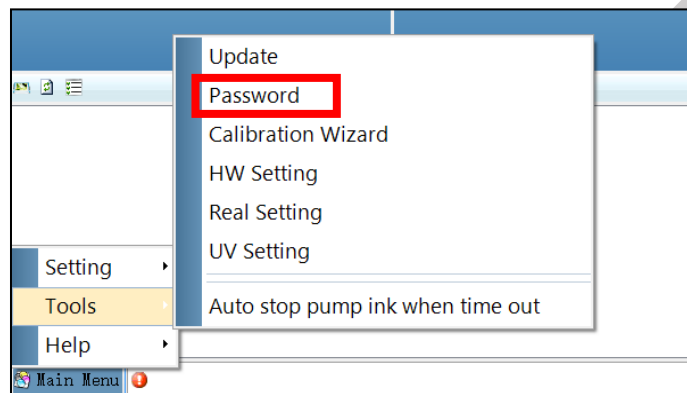 Update
Password
Calibration Wizard
HW Setting
Real Setting
UV Setting
Auto stop pump ink when time out
Setting
Tools
Help
Main Menu